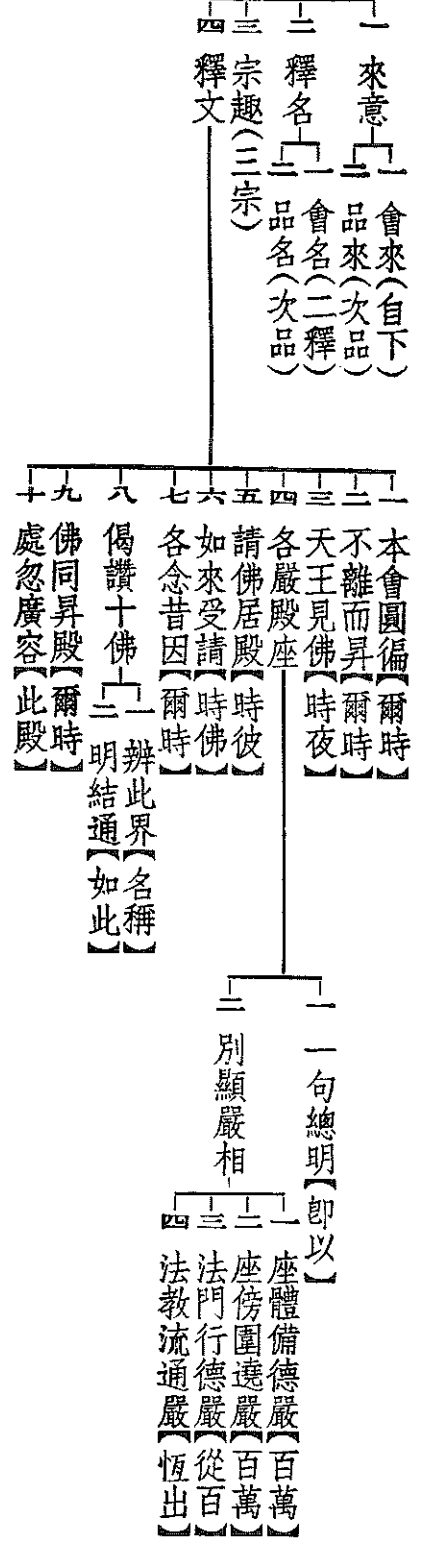 一 來意
一 會來（自下）
二 品來（次品）
二 釋名
一 會名（二釋）
二 品名（次品）
三 宗趣（三宗）
四 釋文
一 本會圓徧【爾時】
二 不離而昇【爾時】
三 天王見佛【時夜】
四 各嚴殿座
一 一句總明【卽以】
二 別顯嚴相
一 座體備德嚴【百萬】
二 座傍圍遶嚴【百萬】
三 法門行德嚴【從百】
四 法教流通嚴【恆出】
五 請佛居殿【時彼】
六 如來受請【時佛】
七 各念昔因【爾時】
八 偈讚十佛
一 辨此界【名稱】
二 明結通【如此】
九 佛同昇殿【爾時】
十 處忽廣容【此殿】